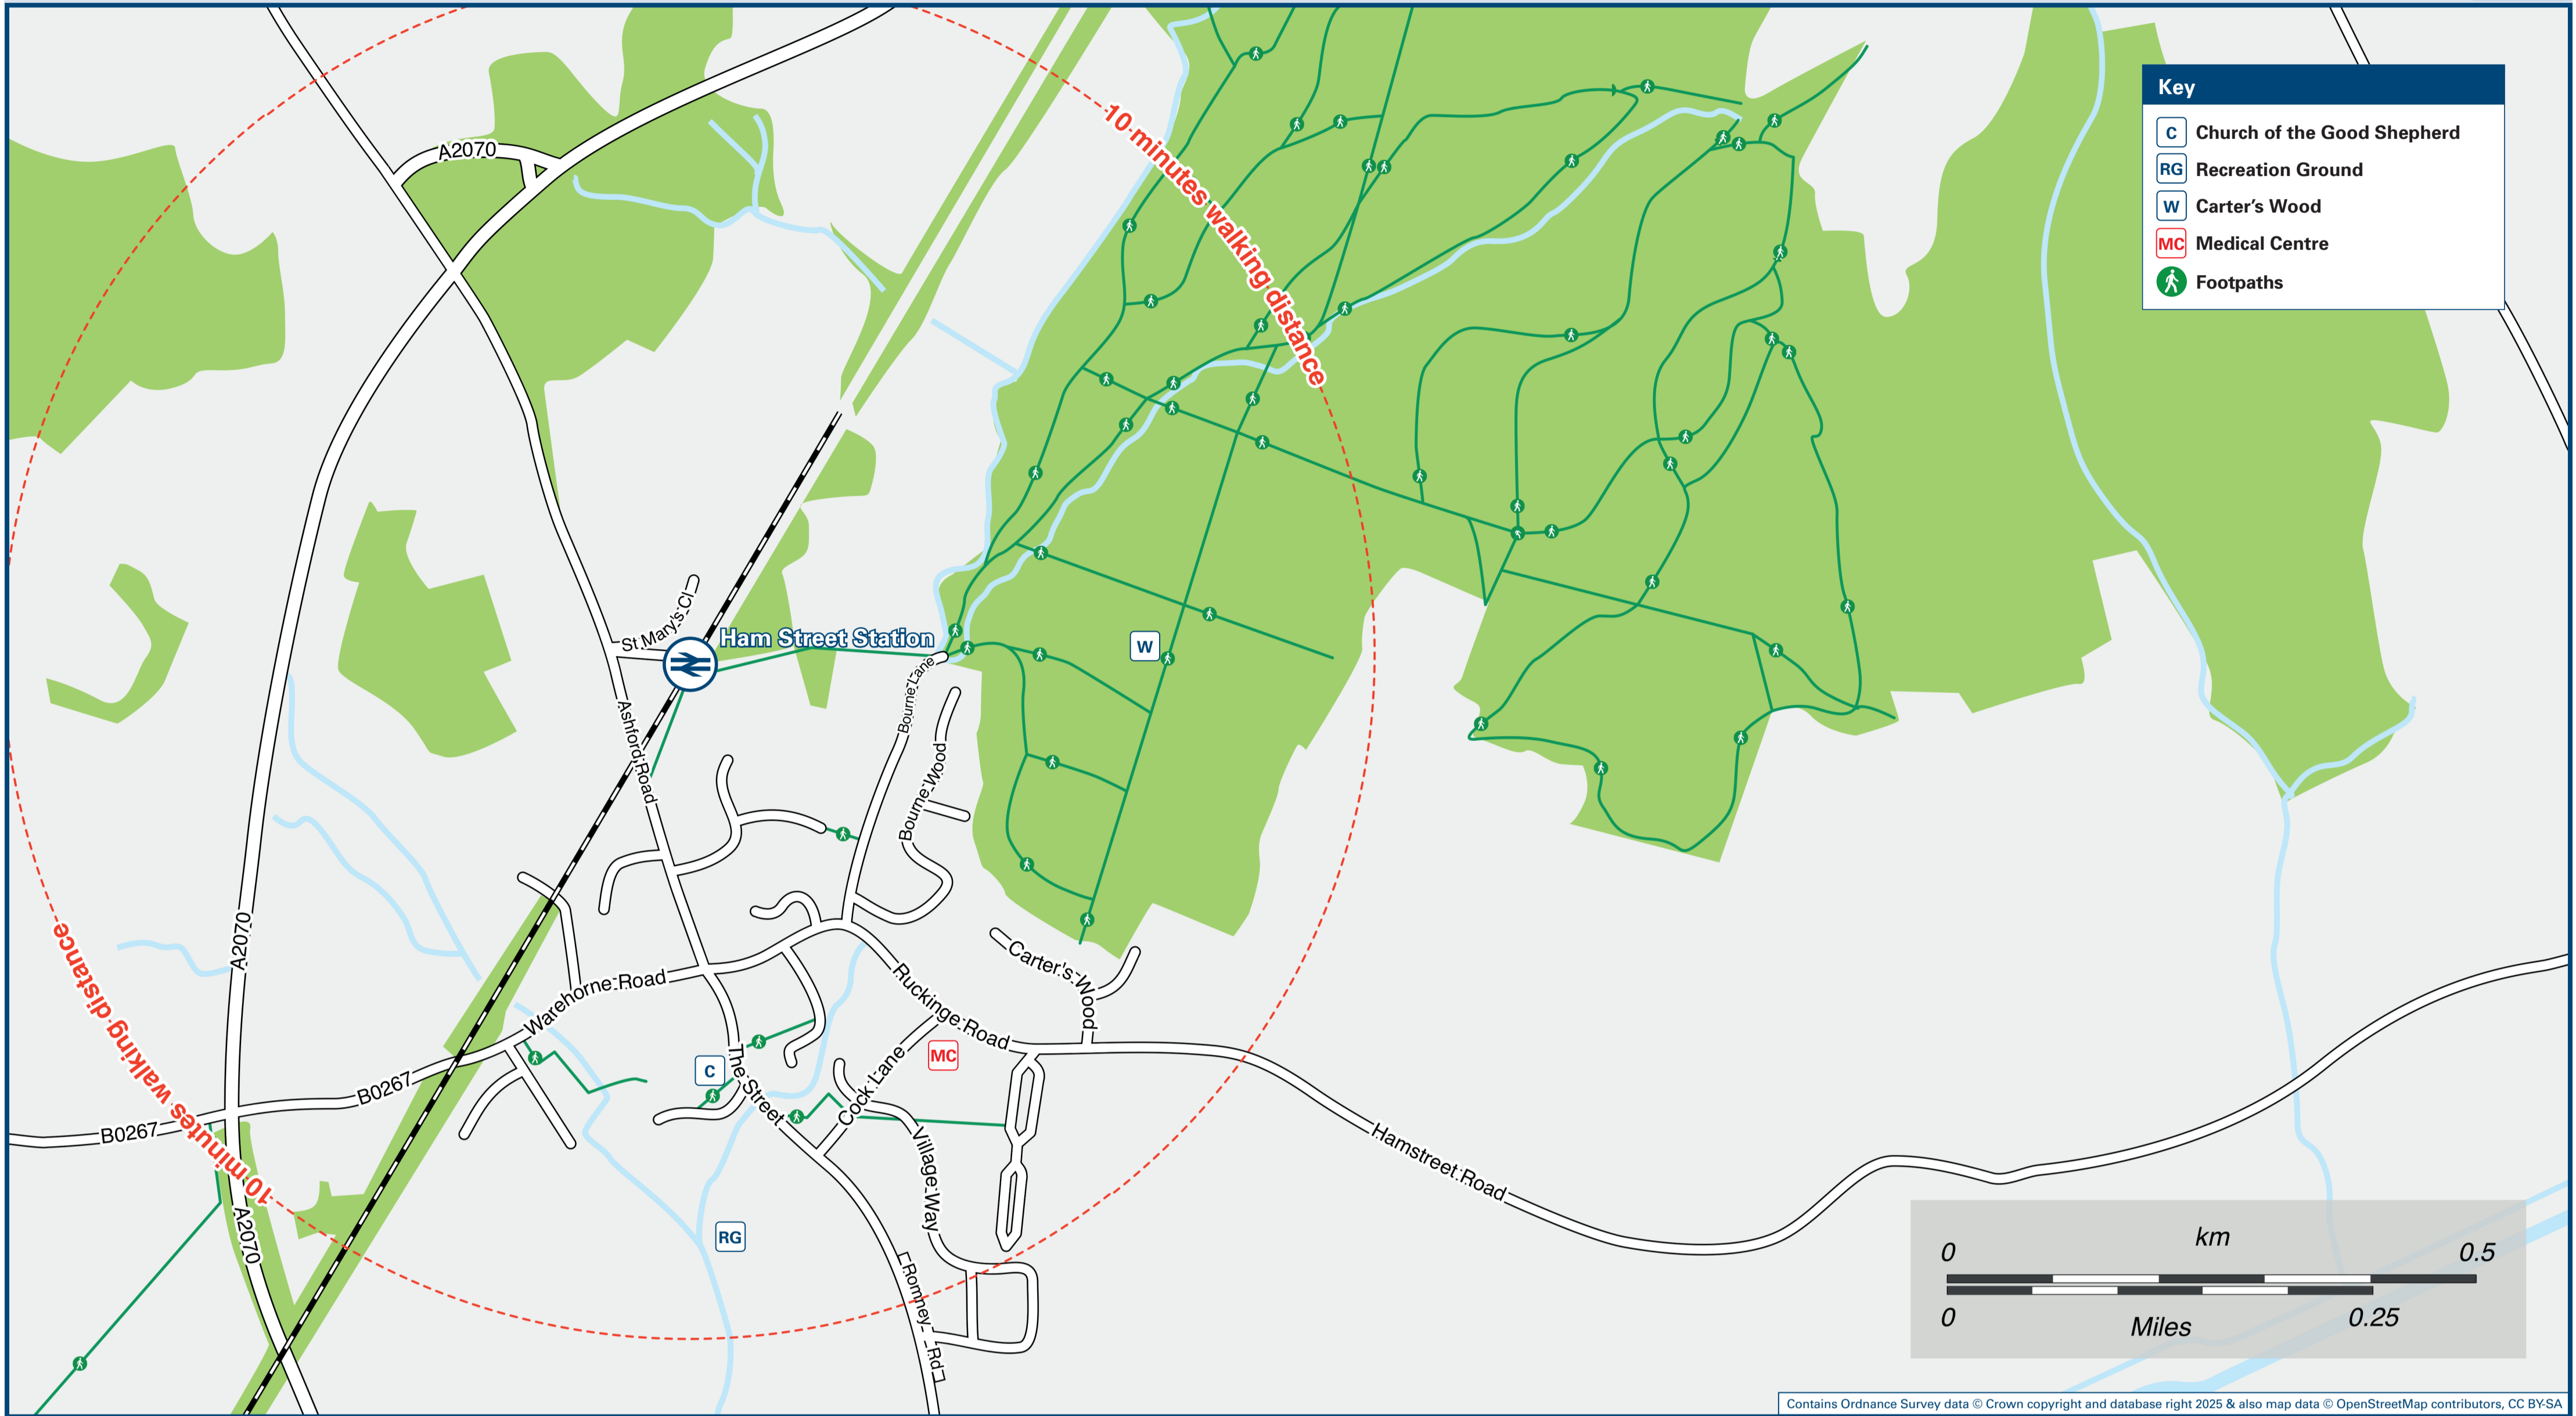 Key
C Church of the Good Shepherd
RG Recreation Ground
W Carter’s Wood
MC Medical Centre
Footpaths
10 minutes walking distance
A2070
St Mary's Cl
Ham Street Station
W
Bourne Lane
Ashford Road
Bourne Wood
A2070
10 minutes walking distance
Carter's Wood
Warehorne Road
Ruckinge Road
MC
C
The Street
Cock Lane
B0267
B0267
Village Way
Hamstreet Road
A2070
RG
Romney Rd
km
0 0.5
0 0.25
Miles
Contains Ordnance Survey data © Crown copyright and database right 2025 & also map data © OpenStreetMap contributors, CC BY-SA